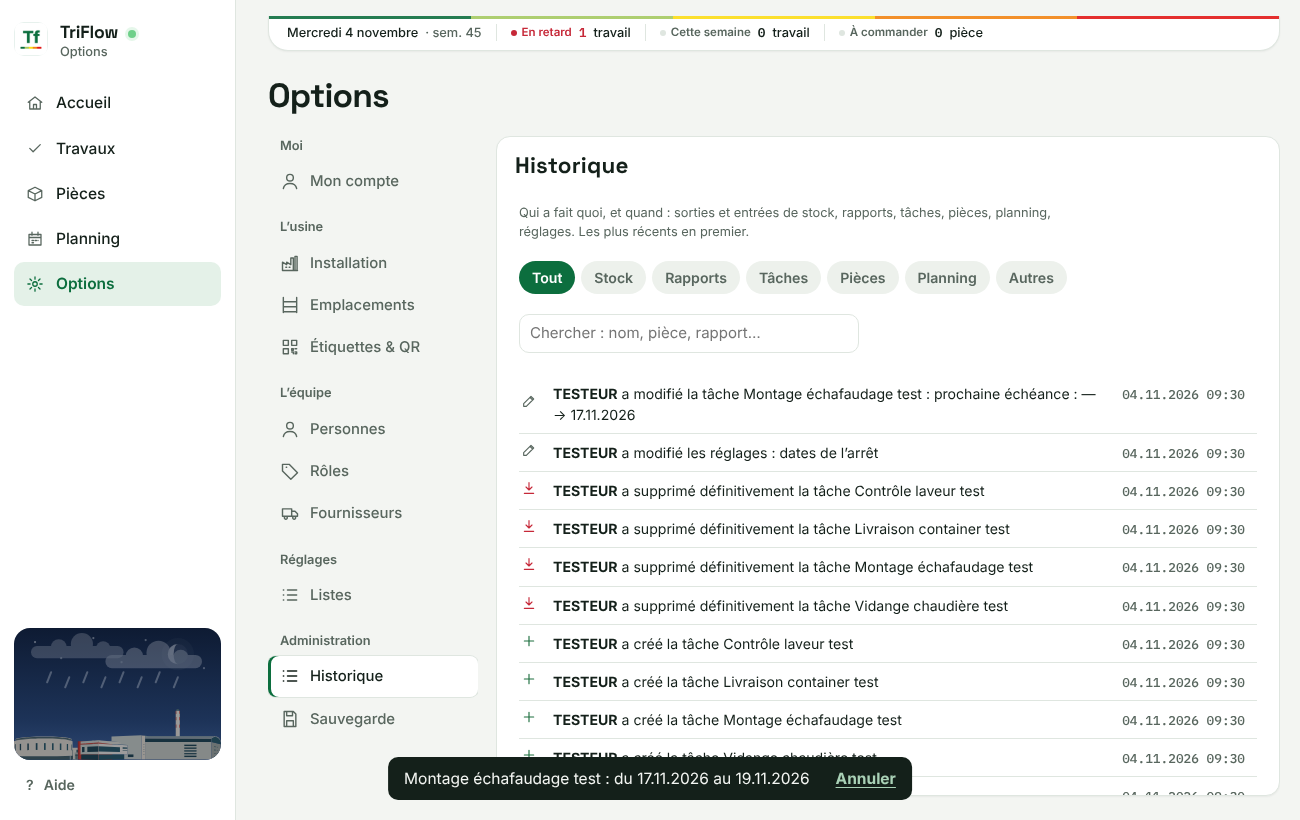 Tf
TriFlow
Options
Accueil
Travaux
Pièces
Planning
Options
? Aide
Mercredi 4 novembre · sem. 45
En retard 1 travail
Cette semaine 0 travail
À commander 0 pièce
Options
Moi
Mon compte
L'usine
Installation
Emplacements
Étiquettes & QR
L'équipe
Personnes
Rôles
Fournisseurs
Réglages
Listes
Administration
Historique
Sauvegarde
Historique
Qui a fait quoi, et quand : sorties et entrées de stock, rapports, tâches, pièces, planning,
réglages. Les plus récents en premier.
Tout Stock Rapports Tâches Pièces Planning Autres
Chercher : nom, pièce, rapport…
TESTEUR a modifié la tâche Montage échafaudage test : prochaine échéance : — 04.11.2026 09:30
→ 17.11.2026
TESTEUR a modifié les réglages : dates de l'arrêt 04.11.2026 09:30
TESTEUR a supprimé définitivement la tâche Contrôle laveur test 04.11.2026 09:30
TESTEUR a supprimé définitivement la tâche Livraison container test 04.11.2026 09:30
TESTEUR a supprimé définitivement la tâche Montage échafaudage test 04.11.2026 09:30
TESTEUR a supprimé définitivement la tâche Vidange chaudière test 04.11.2026 09:30
TESTEUR a créé la tâche Contrôle laveur test 04.11.2026 09:30
TESTEUR a créé la tâche Livraison container test 04.11.2026 09:30
TESTEUR a créé la tâche Montage échafaudage test 04.11.2026 09:30
TESTEUR a créé la tâche Vidange chaudière test 04.11.2026 09:30
Montage échafaudage test : du 17.11.2026 au 19.11.2026 Annuler